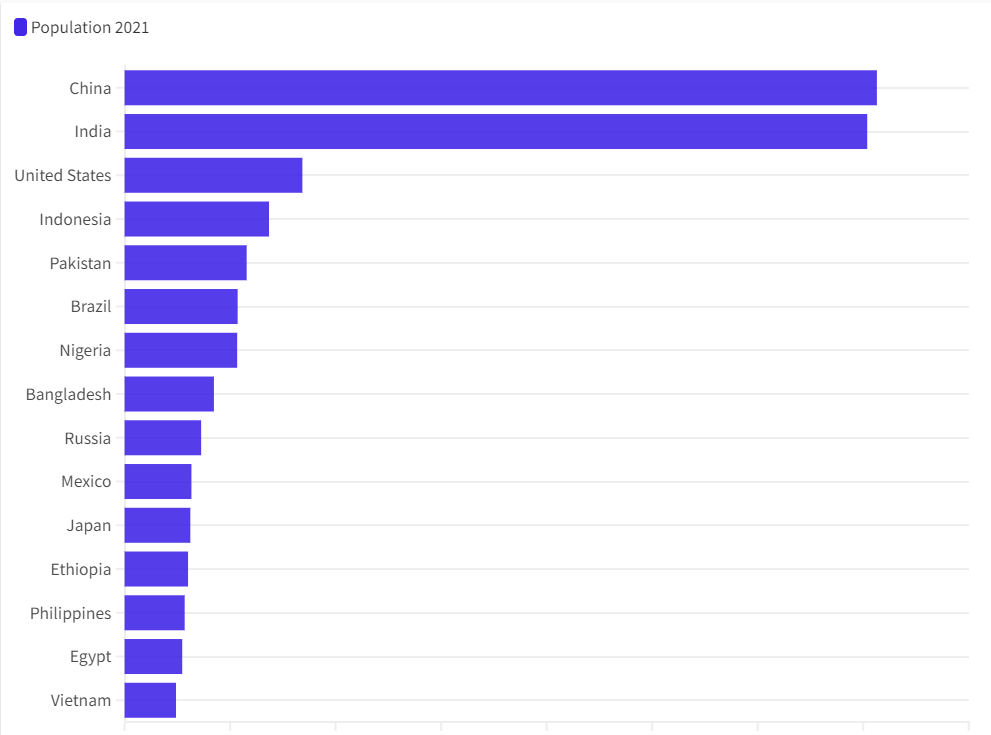 Population 2021
China
India
United States
Indonesia
Pakistan
Brazil
Nigeria
Bangladesh
Russia
Mexico
Japan
Ethiopia
Philippines
Egypt
Vietnam